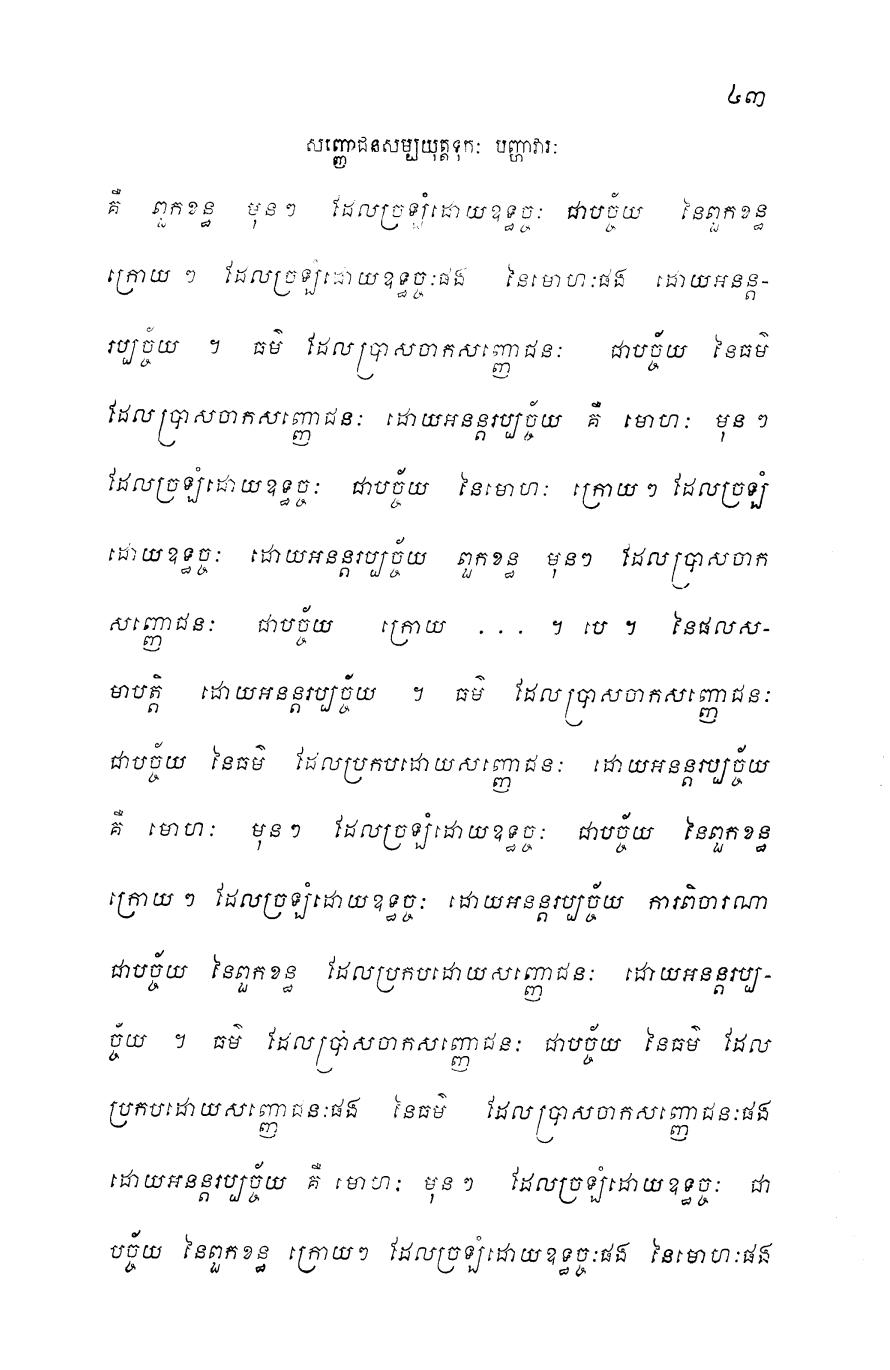 ៤៣
សញ្ញោជនសម្បយុត្តទុកៈ បញ្ហាវារៈ
គឺ ពួកខន្ធ មុនៗ ដែលច្រឡំដោយឧទ្ធច្ចៈ ជាបច្ច័យ នៃពួកខន្ធ
ក្រោយ ៗ ដែលច្រឡំដោយឧទ្ធច្ចៈផង នៃមោហៈផង ដោយអនន្ត-
រប្បច្ច័យ ។ ធម៌ ដែលប្រាសចាកសញ្ញោជនៈ ជាបច្ច័យ នៃធម៌
ដែលប្រាសចាកសញ្ញោជនៈ ដោយអនន្តរប្បច្ច័យ គឺ មោហៈ មុន ៗ
ដែលច្រឡំដោយឧទ្ធច្ចៈ ជាបច្ច័យ នៃមោហៈ ក្រោយ ៗ ដែលច្រឡំ
ដោយឧទ្ធច្ចៈ ដោយអនន្តរប្បច្ច័យ ពួកខន្ធ មុនៗ ដែលប្រាសចាក
សញ្ញោជនៈ ជាបច្ច័យ ក្រោយ ... ។ បេ ។ នៃផលស-
មាបត្តិ ដោយអនន្តរប្បច្ច័យ ។ ធម៌ ដែលប្រាសចាកសញ្ញោជនៈ
ជាបច្ច័យ នៃធម៌ ដែលប្រកបដោយសញ្ញោជនៈ ដោយអនន្តរប្បច្ច័យ
គឺ មោហៈ មុនៗ ដែលច្រឡំដោយឧទ្ធច្ចៈ ជាបច្ច័យ នៃពួកខន្ធ
ក្រោយ ៗ ដែលច្រឡំដោយឧទ្ធច្ចៈ ដោយអនន្តរប្បច្ច័យ ការពិចារណា
ជាបច្ច័យ នៃពួកខន្ធ ដែលប្រកបដោយសញ្ញោជនៈ ដោយអនន្តរប្ប-
ច្ច័យ ។ ធម៌ ដែលប្រាសចាកសញ្ញោជនៈ ជាបច្ច័យ នៃធម៌ ដែល
ប្រកបដោយសញ្ញោជនៈផង នៃធម៌ ដែលប្រាសចាកសញ្ញោជនៈផង
ដោយអនន្តរប្បច្ច័យ គឺ មោហៈ មុន ៗ ដែលច្រឡំដោយឧទ្ធច្ចៈ ជា
បច្ច័យ នៃពួកខន្ធ ក្រោយៗ ដែលច្រឡំដោយឧទ្ធច្ចៈផង នៃមោហៈផង